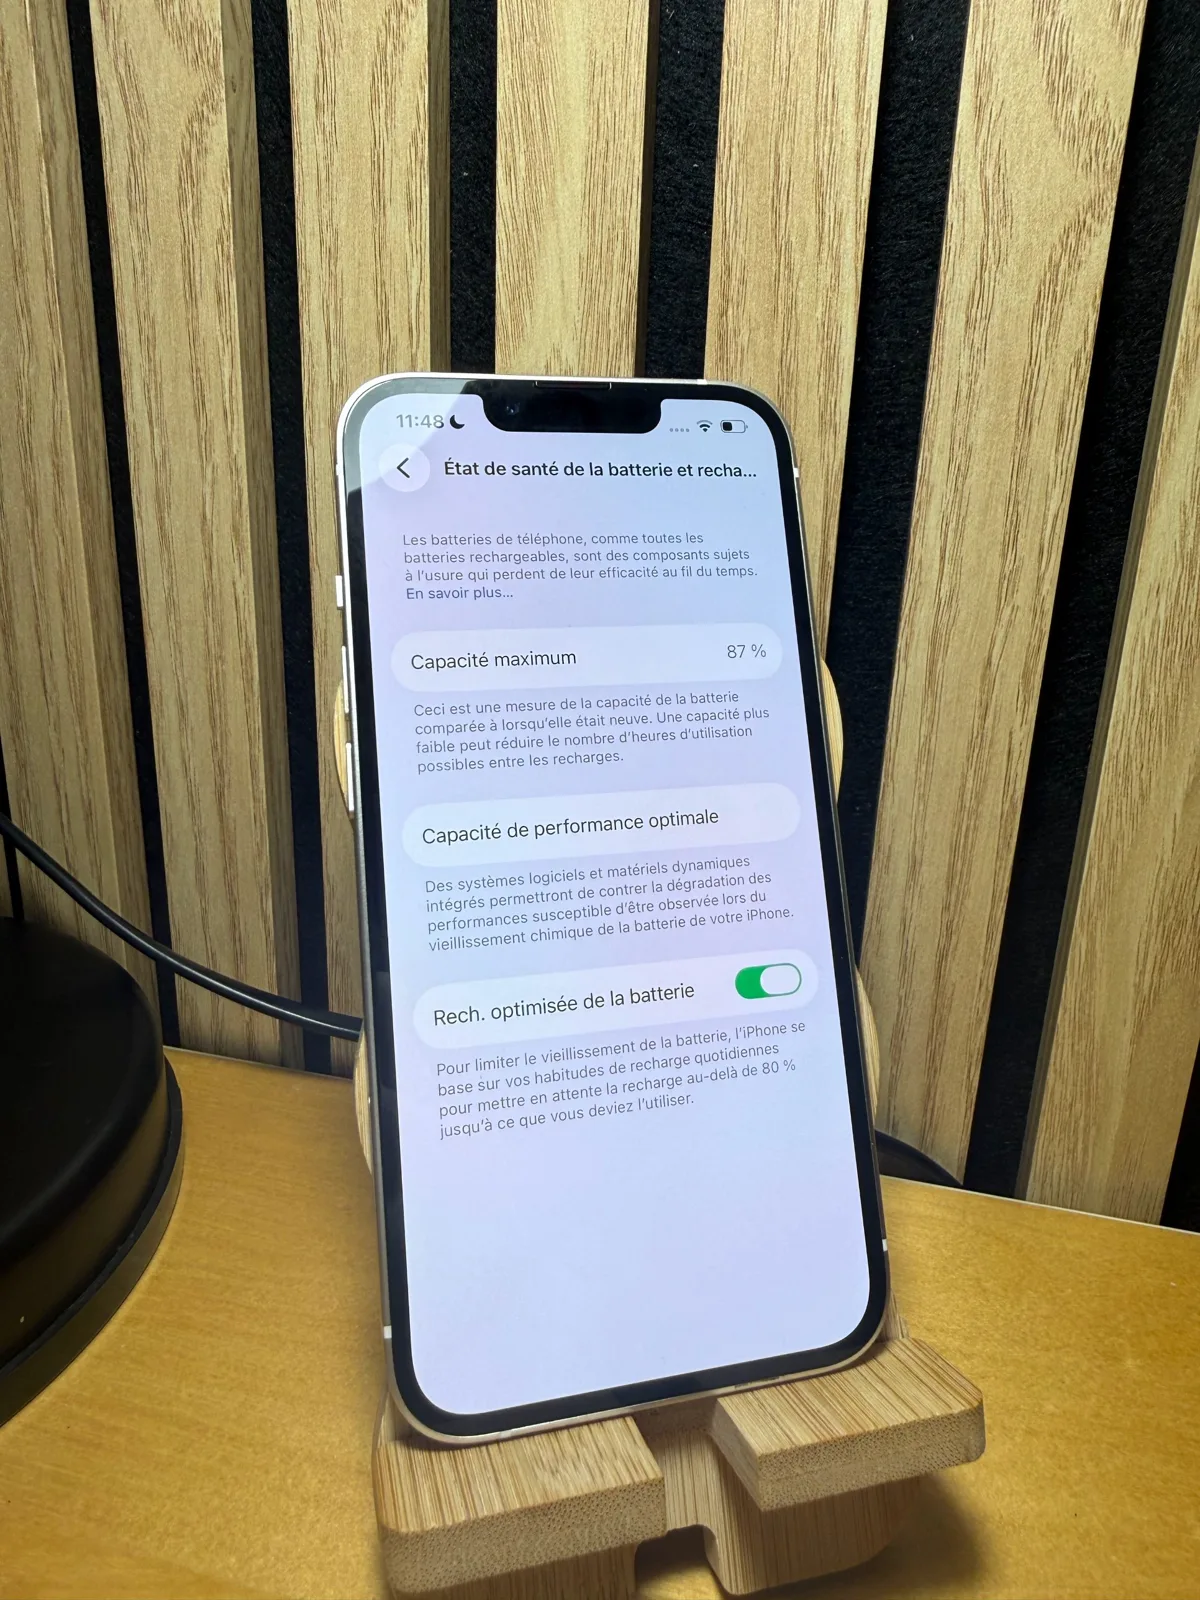 11:48
État de santé de la batterie et recha...
Les batteries de téléphone, comme toutes les
batteries rechargeables, sont des composants sujets
à l'usure qui perdent de leur efficacité au fil du temps.
En savoir plus...
Capacité maximum 87 %
Ceci est une mesure de la capacité de la batterie
comparée à lorsqu'elle était neuve. Une capacité plus
faible peut réduire le nombre d'heures d'utilisation
possibles entre les recharges.
Capacité de performance optimale
Des systèmes logiciels et matériels dynamiques
intégrés permettront de contrer la dégradation des
performances susceptible d'être observée lors du
vieillissement chimique de la batterie de votre iPhone.
Rech. optimisée de la batterie
Pour limiter le vieillissement de la batterie, l'iPhone se
base sur vos habitudes de recharge quotidiennes
pour mettre en attente la recharge au-delà de 80 %
jusqu'à ce que vous deviez l'utiliser.